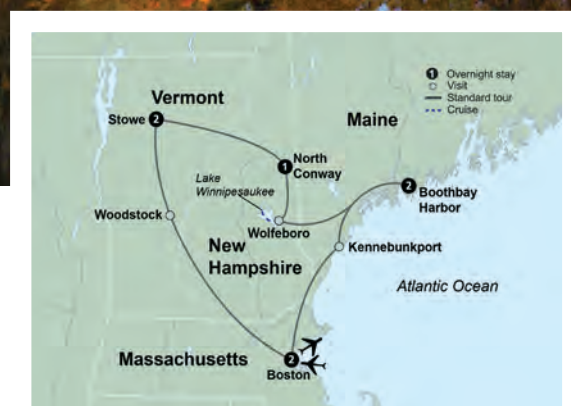 1 Overnight stay
Visit
Standard tour
Cruise
Vermont
Maine
Stowe 2
1 North
Conway
Lake
Winnipesaukee
2 Boothbay
Harbor
Woodstock
Wolfeboro
New
Hampshire
Kennebunkport
Atlantic Ocean
Massachusetts
2
Boston